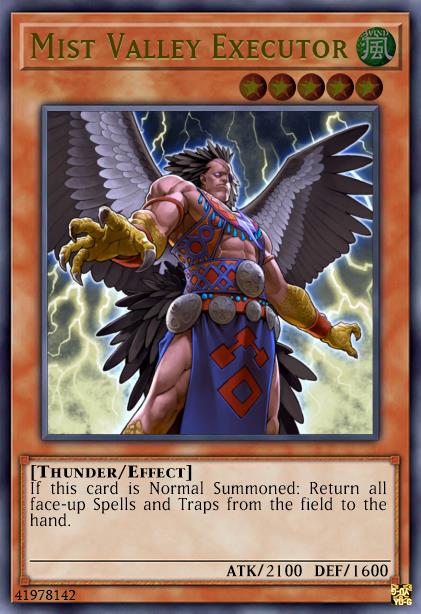 Mist Valley Executor
WIND
風
[Thunder/Effect]
If this card is Normal Summoned: Return all
face-up Spells and Traps from the field to the
hand.
ATK/2100 DEF/1600
41978142